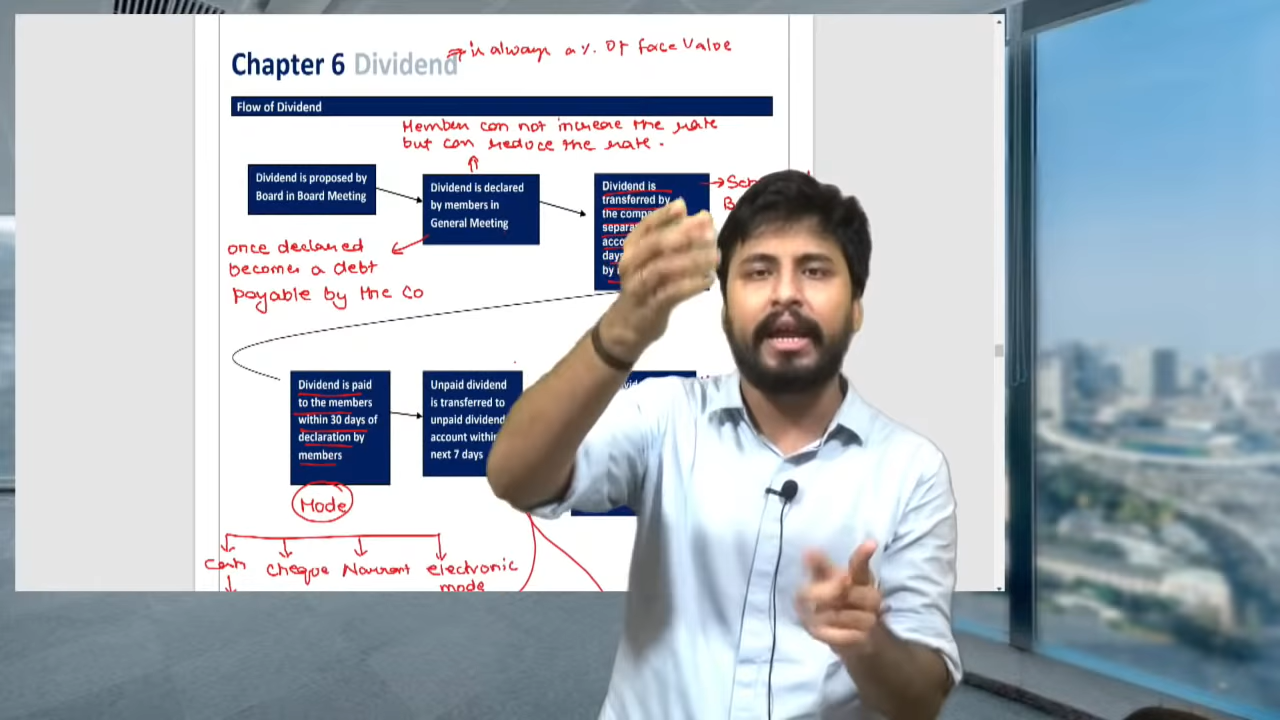 Chapter 6 Dividend
⇒ is always a %. Of face Value
Flow of Dividend
Members can not increase the rate
but can reduce the rate.
Dividend is proposed by
Board in Board Meeting
Dividend is declared
by members in
General Meeting
Dividend is
transferred by
the
days
by
once declared
becomes a debt
payable by the Co
Dividend is paid
to the members
within 30 days of
declaration by
members
Unpaid dividend
is transferred to
unpaid dividend
account within
next 7 days
Mode
Cash
Cheque
Warrant
electronic
mode